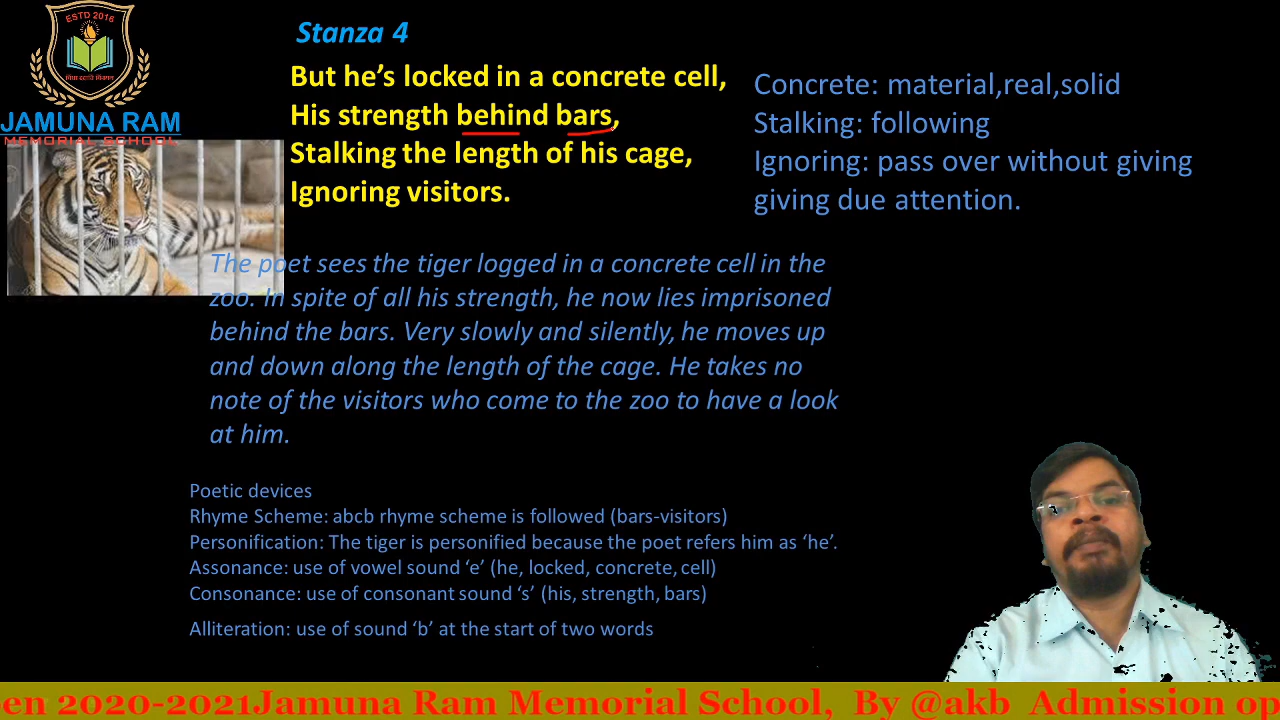 ESTD 2016
JAMUNA RAM
MEMORIAL SCHOOL
Stanza 4
But he's locked in a concrete cell,
His strength behind bars,
Stalking the length of his cage,
Ignoring visitors.
Concrete: material,real,solid
Stalking: following
Ignoring: pass over without giving
giving due attention.
The poet sees the tiger logged in a concrete cell in the
zoo. In spite of all his strength, he now lies imprisoned
behind the bars. Very slowly and silently, he moves up
and down along the length of the cage. He takes no
note of the visitors who come to the zoo to have a look
at him.
Poetic devices
Rhyme Scheme: abcb rhyme scheme is followed (bars-visitors)
Personification: The tiger is personified because the poet refers him as ‘he’.
Assonance: use of vowel sound ‘e’ (he, locked, concrete, cell)
Consonance: use of consonant sound ‘s’ (his, strength, bars)
Alliteration: use of sound ‘b’ at the start of two words
en 2020-2021Jamuna Ram Memorial School, By @akb Admission op